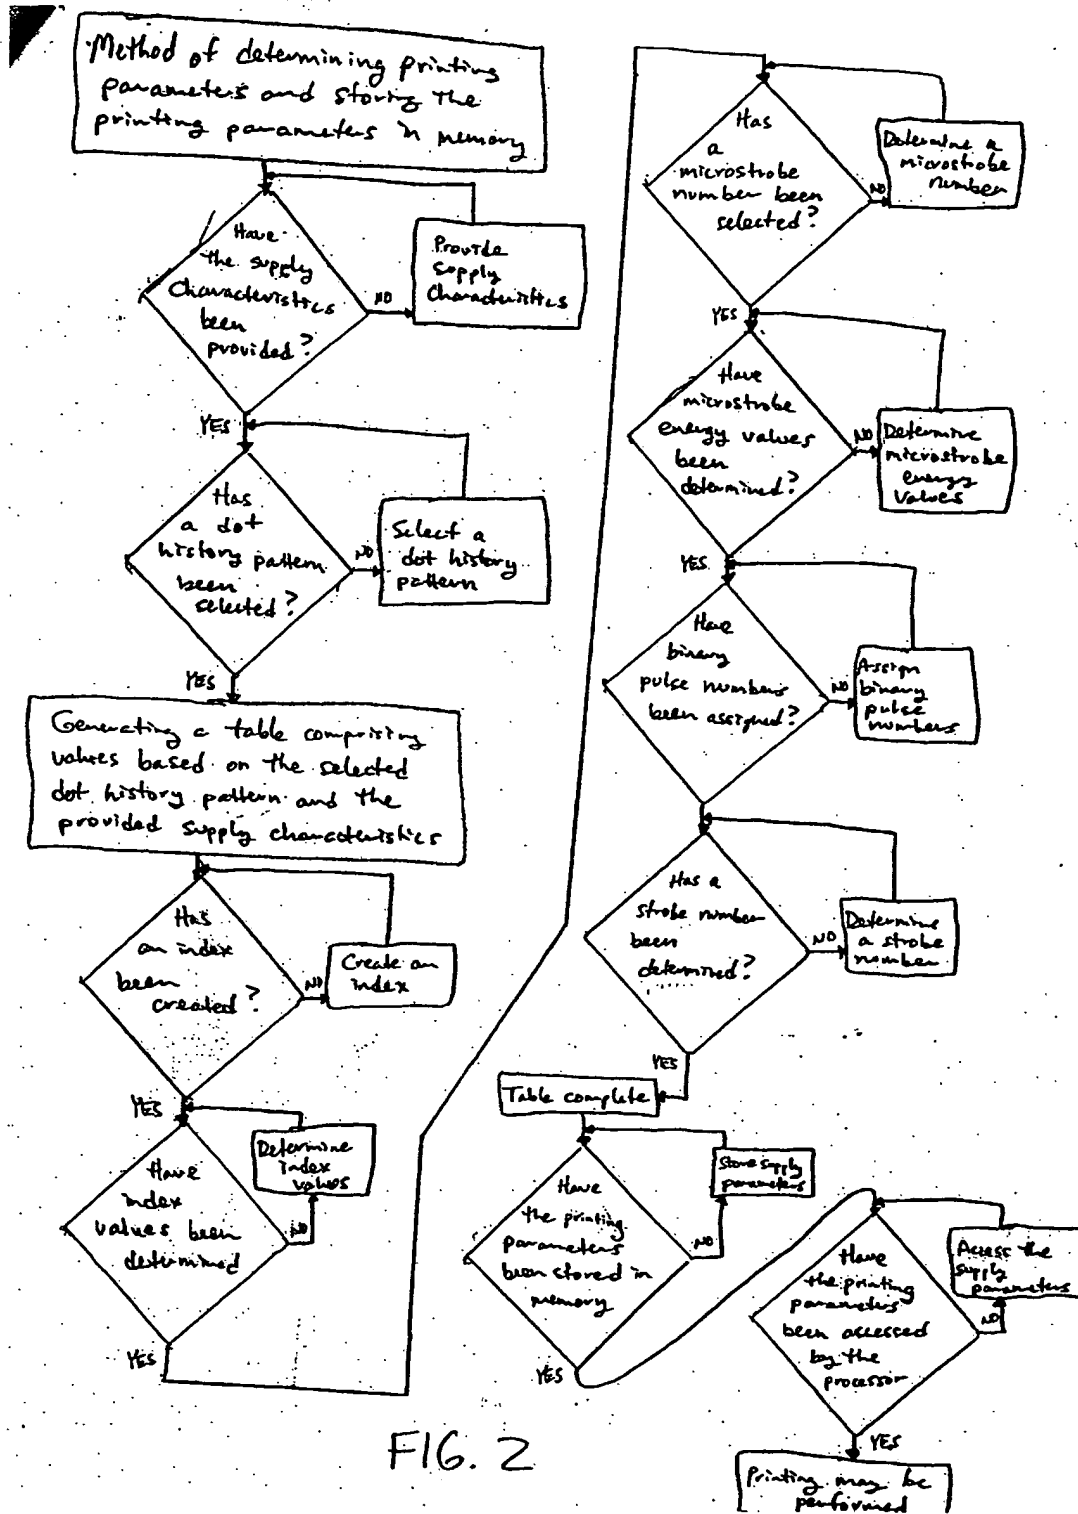 Method of determining printing
parameters and storing the
printing parameters in memory
Have
the supply
characteristics
been
provided?
NO
Provide
supply
characteristics
YES
Has
a dot
history pattern
been
selected?
NO
Select a
dot history
pattern
YES
Generating a table comprising
values based on the selected
dot history pattern and the
provided supply characteristics
Has
an index
been
created?
NO
Create an
index
YES
Have
index
values been
determined
NO
Determine
index
values
YES
Has
a
microstrobe
number been
selected?
NO
Determine a
microstrobe
number
YES
Have
microstrobe
energy values
been
determined?
NO
Determine
microstrobe
energy
values
YES
Have
binary
pulse numbers
been assigned?
NO
Assign
binary
pulse
numbers
Has a
strobe number
been
determined?
NO
Determine
a strobe
number
YES
Table complete
Have
the printing
parameters
been stored in
memory
NO
Store supply
parameters
YES
Have
the printing
parameters
been accessed
by the
processor
NO
Access the
supply
parameters
YES
Printing may be
performed
FIG. 2